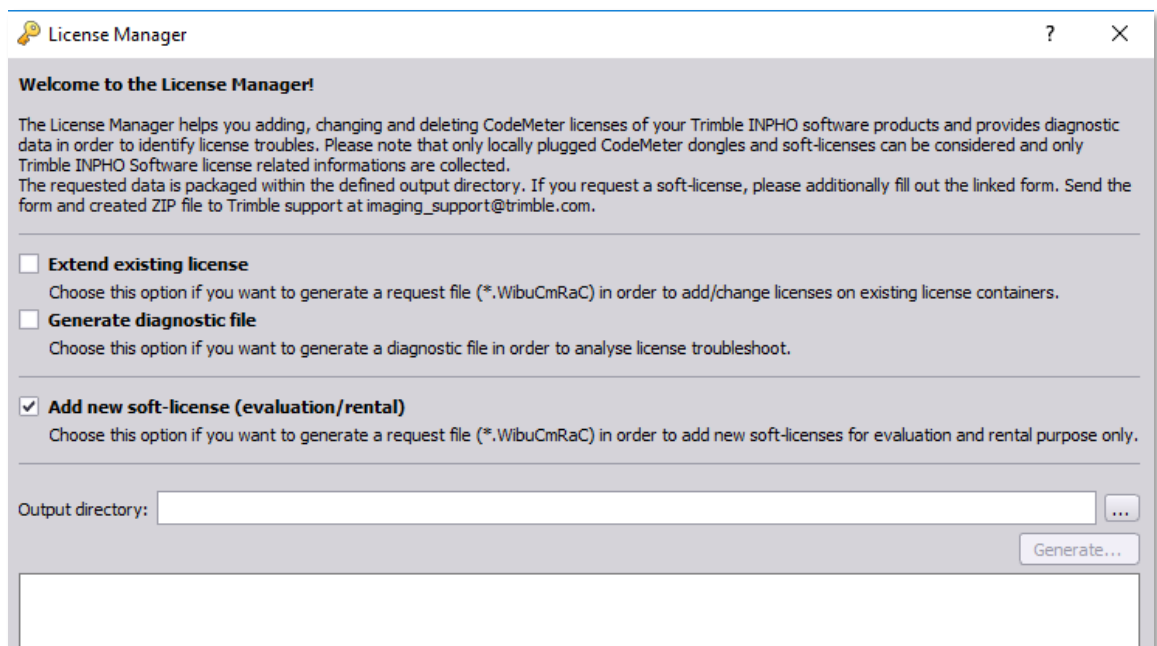 License Manager
?
Welcome to the License Manager!
The License Manager helps you adding, changing and deleting CodeMeter licenses of your Trimble INPHO software products and provides diagnostic
data in order to identify license troubles. Please note that only locally plugged CodeMeter dongles and soft-licenses can be considered and only
Trimble INPHO Software license related informations are collected.
The requested data is packaged within the defined output directory. If you request a soft-license, please additionally fill out the linked form. Send the
form and created ZIP file to Trimble support at imaging_support@trimble.com.
Extend existing license
Choose this option if you want to generate a request file (*.WibuCmRaC) in order to add/change licenses on existing license containers.
Generate diagnostic file
Choose this option if you want to generate a diagnostic file in order to analyse license troubleshoot.
Add new soft-license (evaluation/rental)
Choose this option if you want to generate a request file (*.WibuCmRaC) in order to add new soft-licenses for evaluation and rental purpose only.
Output directory:
...
Generate...